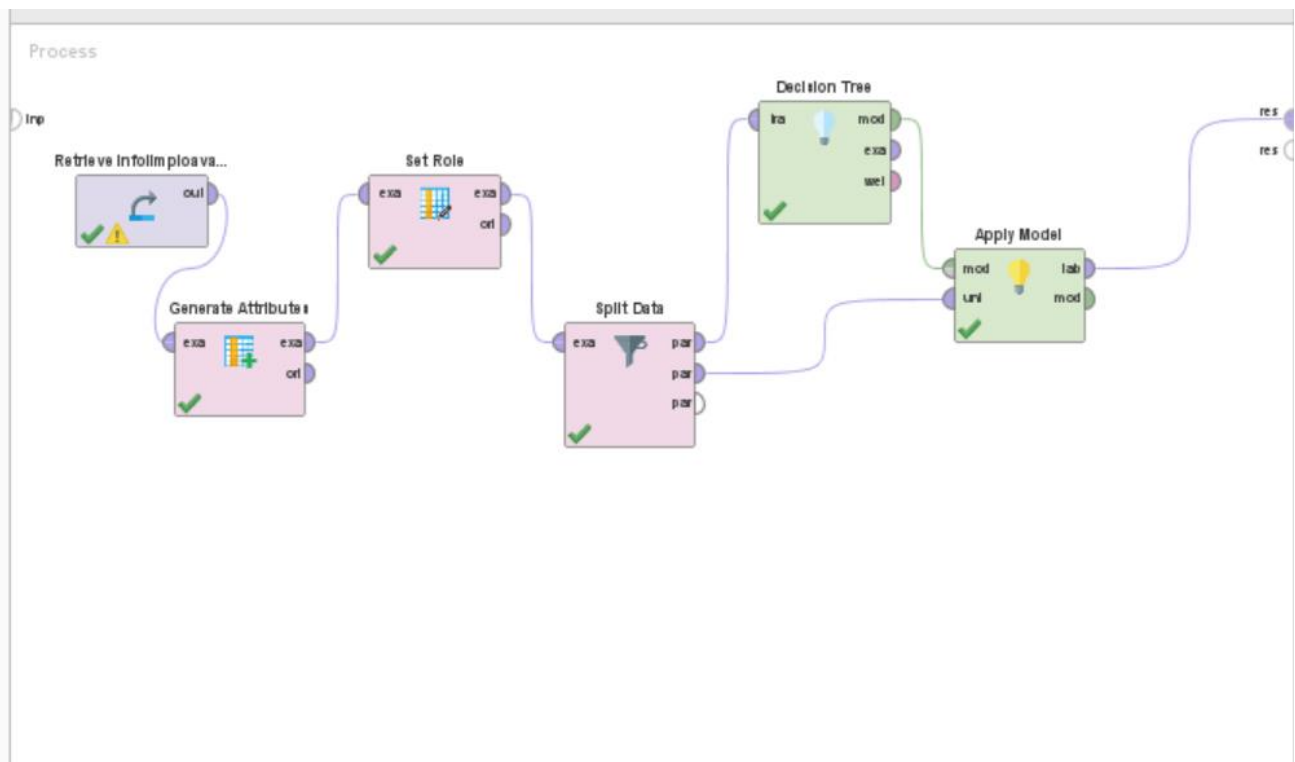 Process
Inp
Retrieve Infolimploava...
out
Generate Attributes
exa
exa
ori
Set Role
exa
exa
ori
Split Data
exa
par
par
par
Decision Tree
tra
mod
exa
wei
Apply Model
mod
lab
unl
mod
res
res